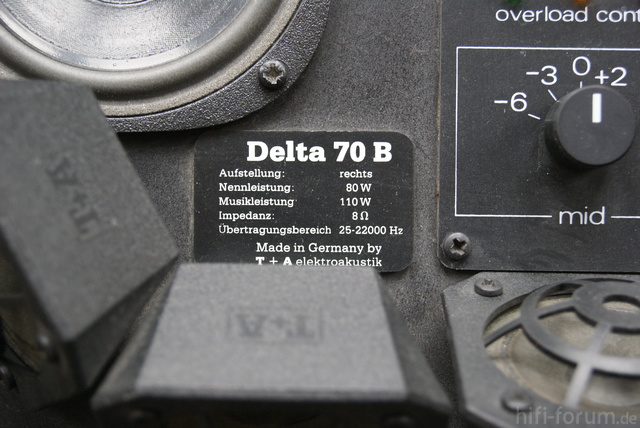 overload cont
-6 -3 0 +2
mid
Delta 70 B
Aufstellung: rechts
Nennleistung: 80 W
Musikleistung 110 W
Impedanz: 8 Ω
Übertragungsbereich 25-22000 Hz
Made in Germany by
T + A elektroakustik
T+A
T+A
hifi-forum.de